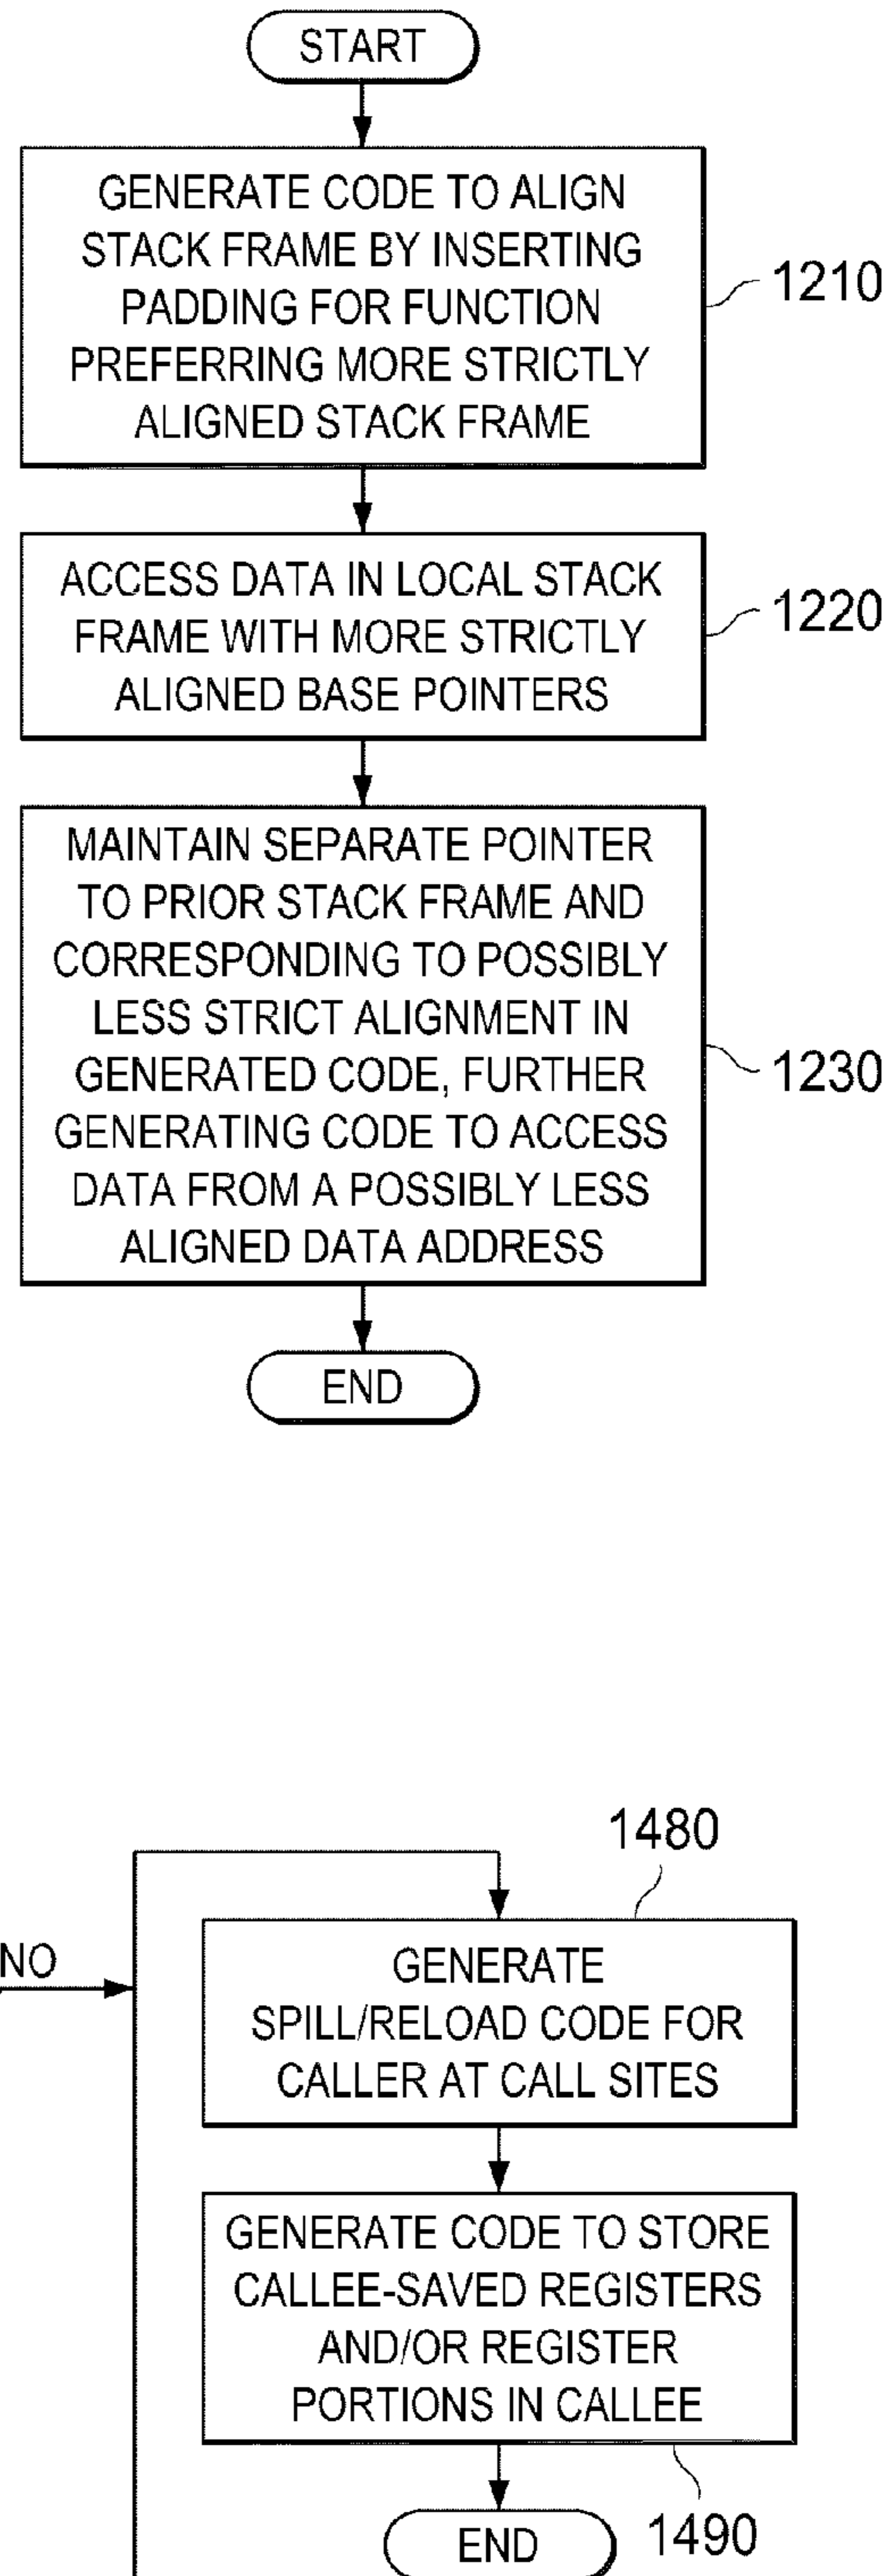 START
GENERATE CODE TO ALIGN
STACK FRAME BY INSERTING
PADDING FOR FUNCTION
PREFERRING MORE STRICTLY
ALIGNED STACK FRAME
1210
ACCESS DATA IN LOCAL STACK
FRAME WITH MORE STRICTLY
ALIGNED BASE POINTERS
1220
MAINTAIN SEPARATE POINTER
TO PRIOR STACK FRAME AND
CORRESPONDING TO POSSIBLY
LESS STRICT ALIGNMENT IN
GENERATED CODE, FURTHER
GENERATING CODE TO ACCESS
DATA FROM A POSSIBLY LESS
ALIGNED DATA ADDRESS
1230
END
1480
NO
GENERATE
SPILL/RELOAD CODE FOR
CALLER AT CALL SITES
GENERATE CODE TO STORE
CALLEE-SAVED REGISTERS
AND/OR REGISTER
PORTIONS IN CALLEE
1490
END